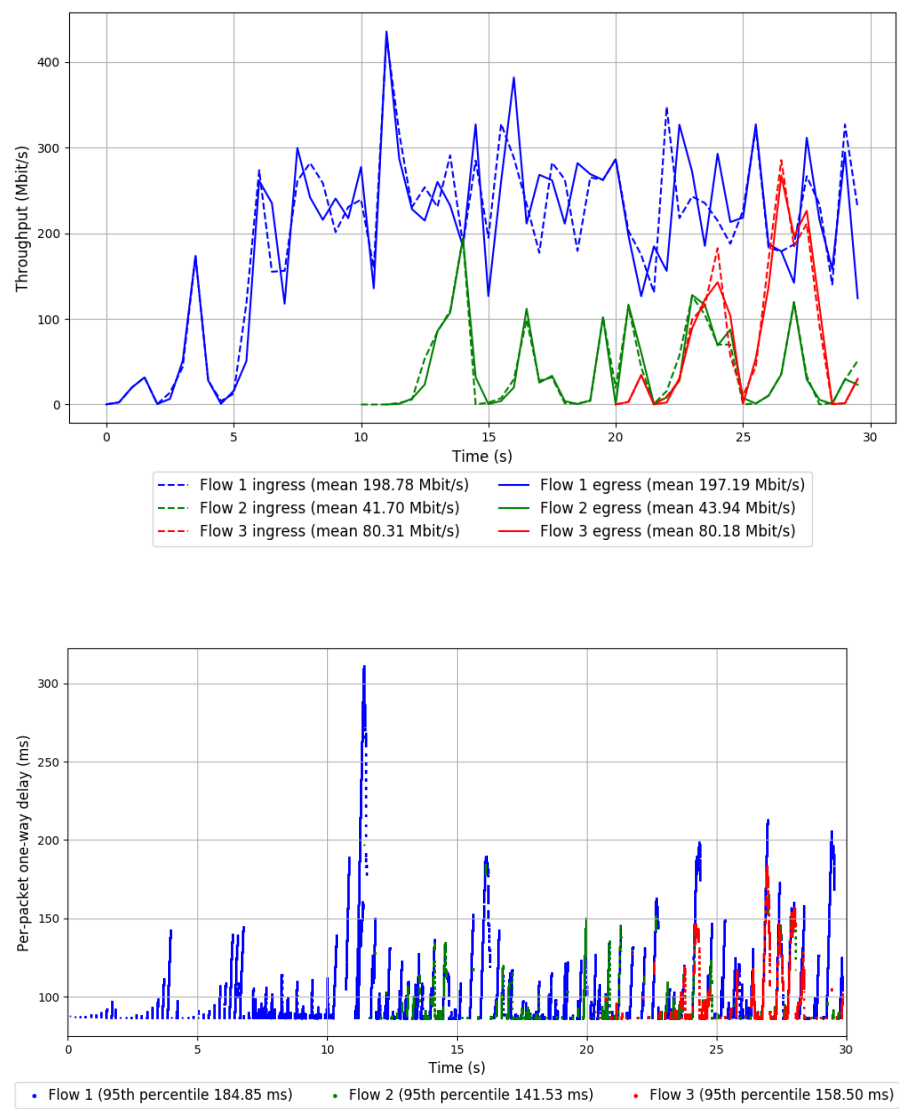 Throughput (Mbit/s)
400
300
200
100
0
0 5 10 15 20 25 30
Time (s)
Flow 1 ingress (mean 198.78 Mbit/s) Flow 1 egress (mean 197.19 Mbit/s)
Flow 2 ingress (mean 41.70 Mbit/s) Flow 2 egress (mean 43.94 Mbit/s)
Flow 3 ingress (mean 80.31 Mbit/s) Flow 3 egress (mean 80.18 Mbit/s)
Per-packet one-way delay (ms)
300
250
200
150
100
0 5 10 15 20 25 30
Time (s)
Flow 1 (95th percentile 184.85 ms) Flow 2 (95th percentile 141.53 ms) Flow 3 (95th percentile 158.50 ms)